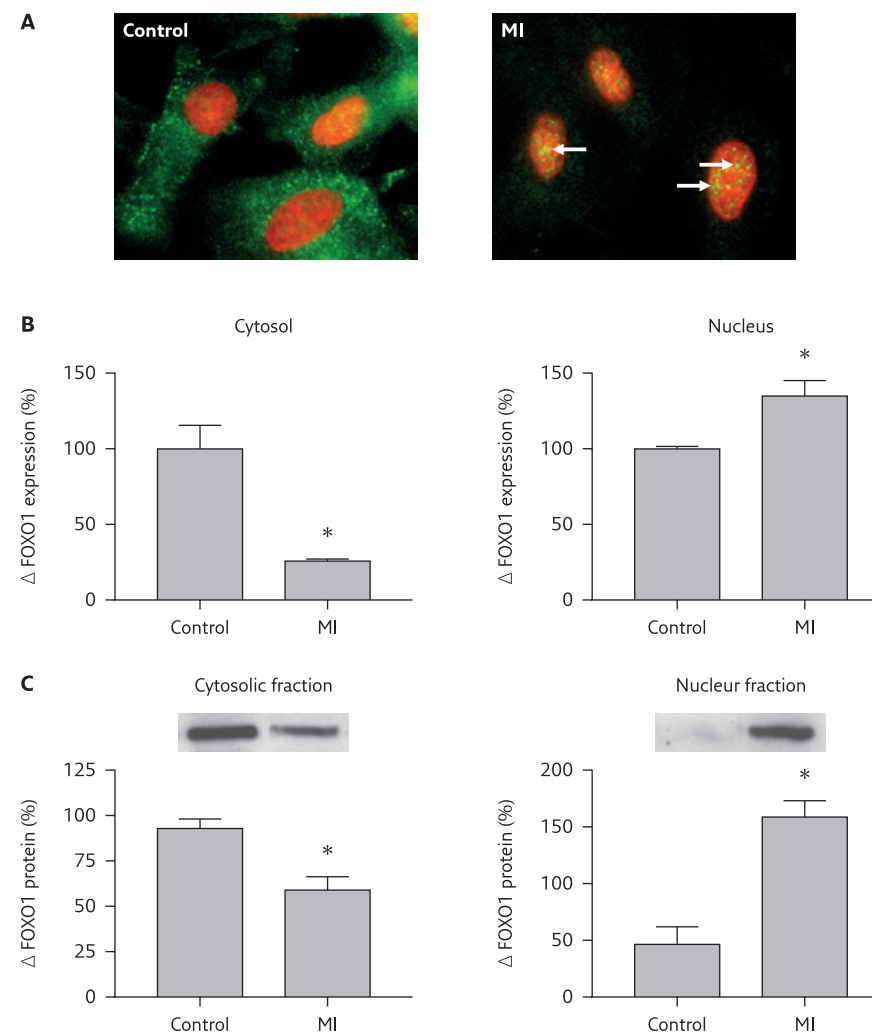 A
Control
MI
B
Cytosol
Nucleus
△ FOXO1 expression (%)
150
100
50
0
*
Control
MI
△ FOXO1 expression (%)
150
100
50
0
*
Control
MI
C
Cytosolic fraction
Nucleur fraction
△ FOXO1 protein (%)
125
100
75
50
25
0
*
Control
MI
△ FOXO1 protein (%)
200
150
100
50
0
*
Control
MI